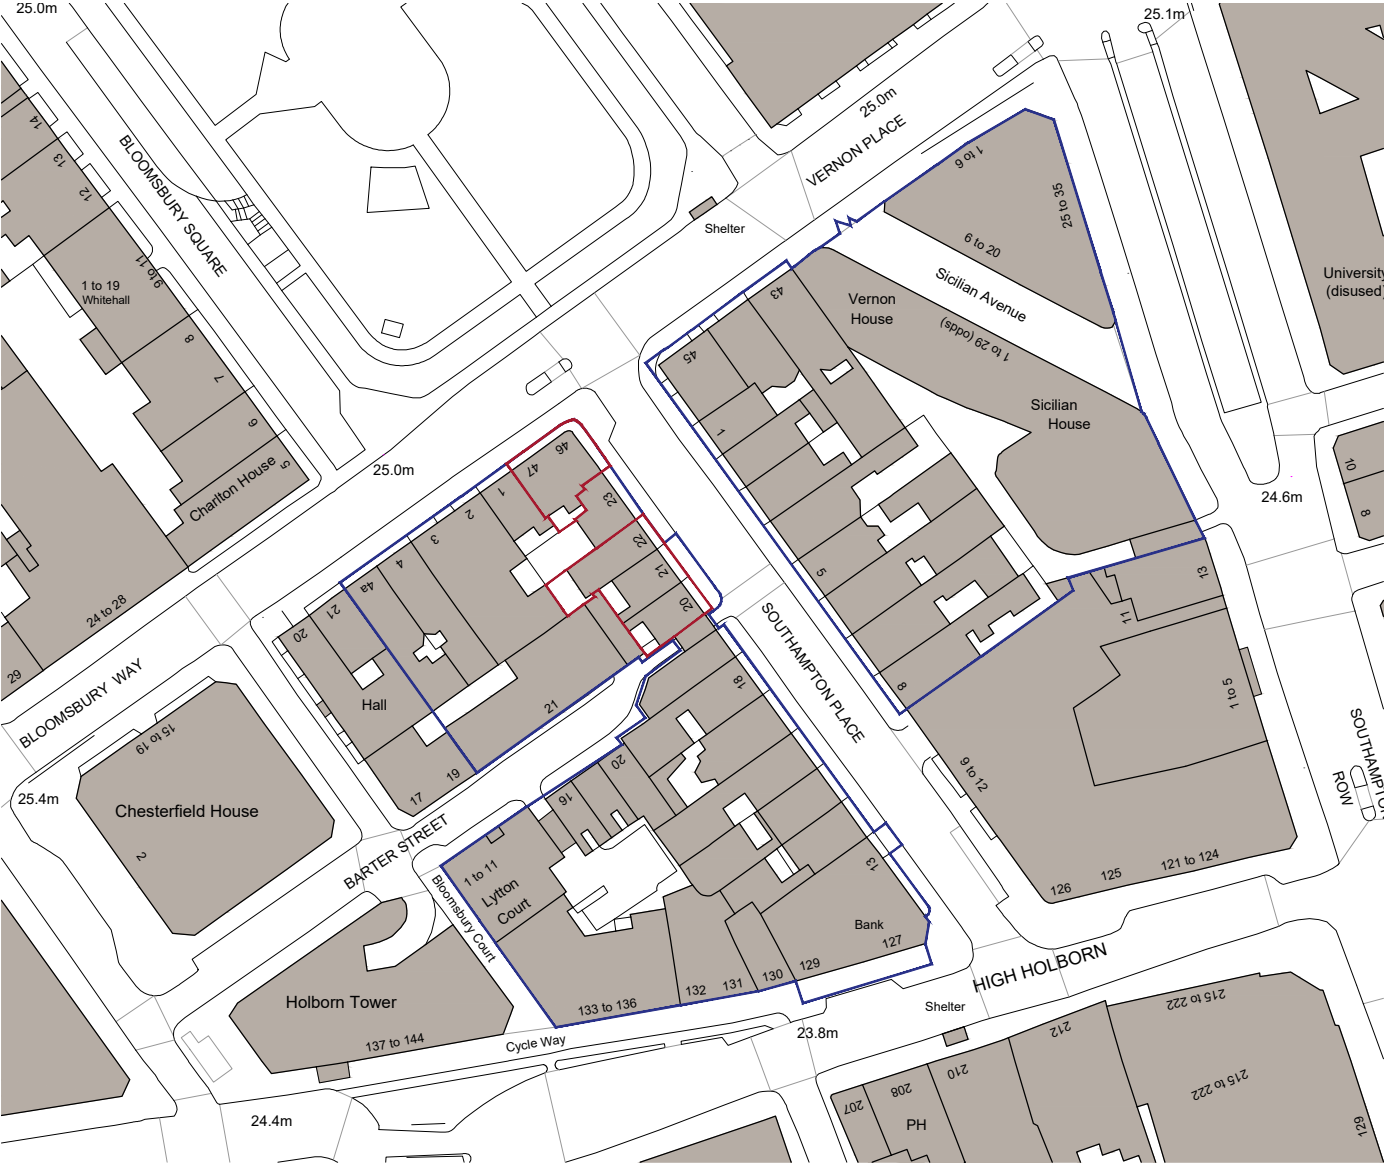 25.0m
25.1m
14
13
12
BLOOMSBURY SQUARE
9 to 11
1 to 19
Whitehall
8
7
6
5
Charlton House
24 to 28
29
25.0m
VERNON PLACE
Shelter
1 to 6
25 to 35
6 to 20
Sicilian Avenue
1 to 29 (odds)
Vernon
House
Sicilian
House
University
(disused)
43
45
1
5
8
25.0m
46
47
1
2
3
4
4a
21
20
23
22
21
20
Hall
21
19
17
BLOOMSBURY WAY
15 to 19
Chesterfield House
2
25.4m
BARTER STREET
Bloomsbury Court
1 to 11
Lytton
Court
16
20
18
13
SOUTHAMPTON PLACE
Bank
127
129
130
131
132
133 to 136
Holborn Tower
137 to 144
Cycle Way
24.4m
23.8m
HIGH HOLBORN
Shelter
10
8
24.6m
13
11
1 to 5
9 to 12
126
125
121 to 124
SOUTHAMPTON
ROW
207
208
PH
210
212
215 to 222
215 to 222
129